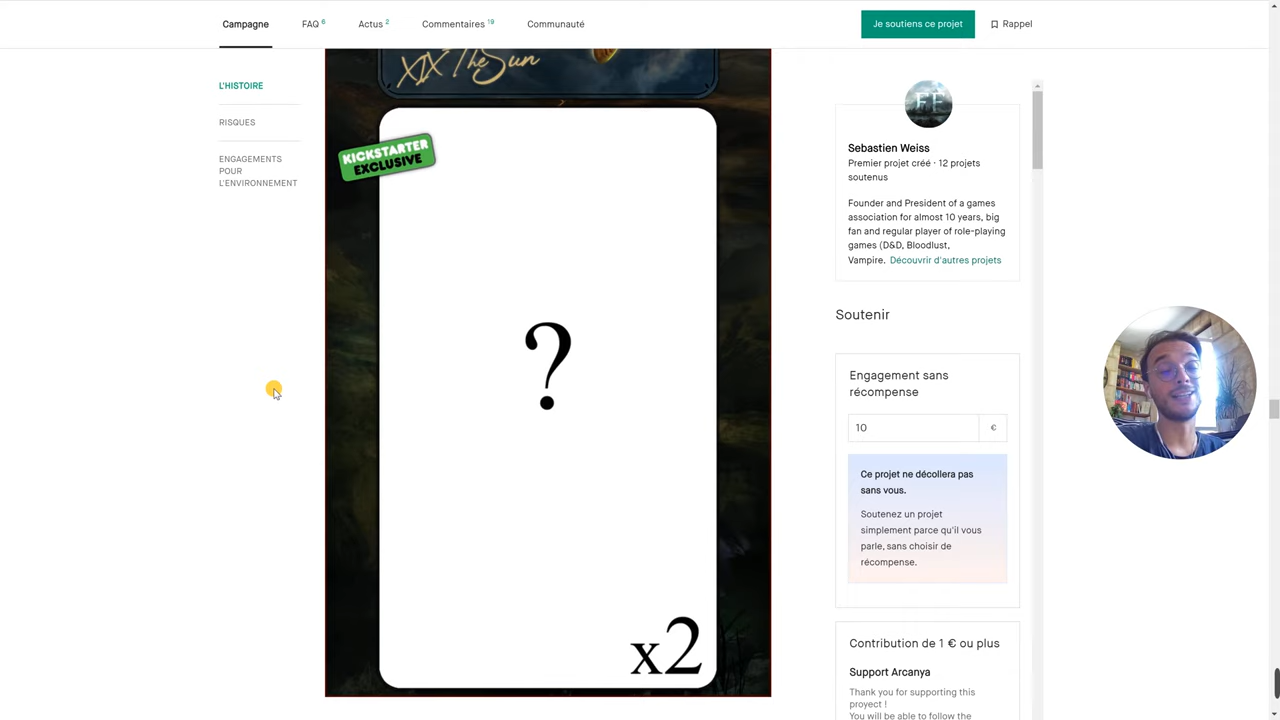 Campagne
FAQ 6
Actus 2
Commentaires 19
Communauté
Je soutiens ce projet
Rappel
L'HISTOIRE
RISQUES
ENGAGEMENTS
POUR
L'ENVIRONNEMENT
XIX The Sun
KICKSTARTER
EXCLUSIVE
?
x2
Sebastien Weiss
Premier projet créé · 12 projets
soutenus
Founder and President of a games
association for almost 10 years, big
fan and regular player of role-playing
games (D&D, Bloodlust,
Vampire. Découvrir d'autres projets
Soutenir
Engagement sans
récompense
10 €
Ce projet ne décollera pas
sans vous.
Soutenez un projet
simplement parce qu'il vous
parle, sans choisir de
récompense.
Contribution de 1 € ou plus
Support Arcanya
Thank you for supporting this
proyect !
You will be able to follow the